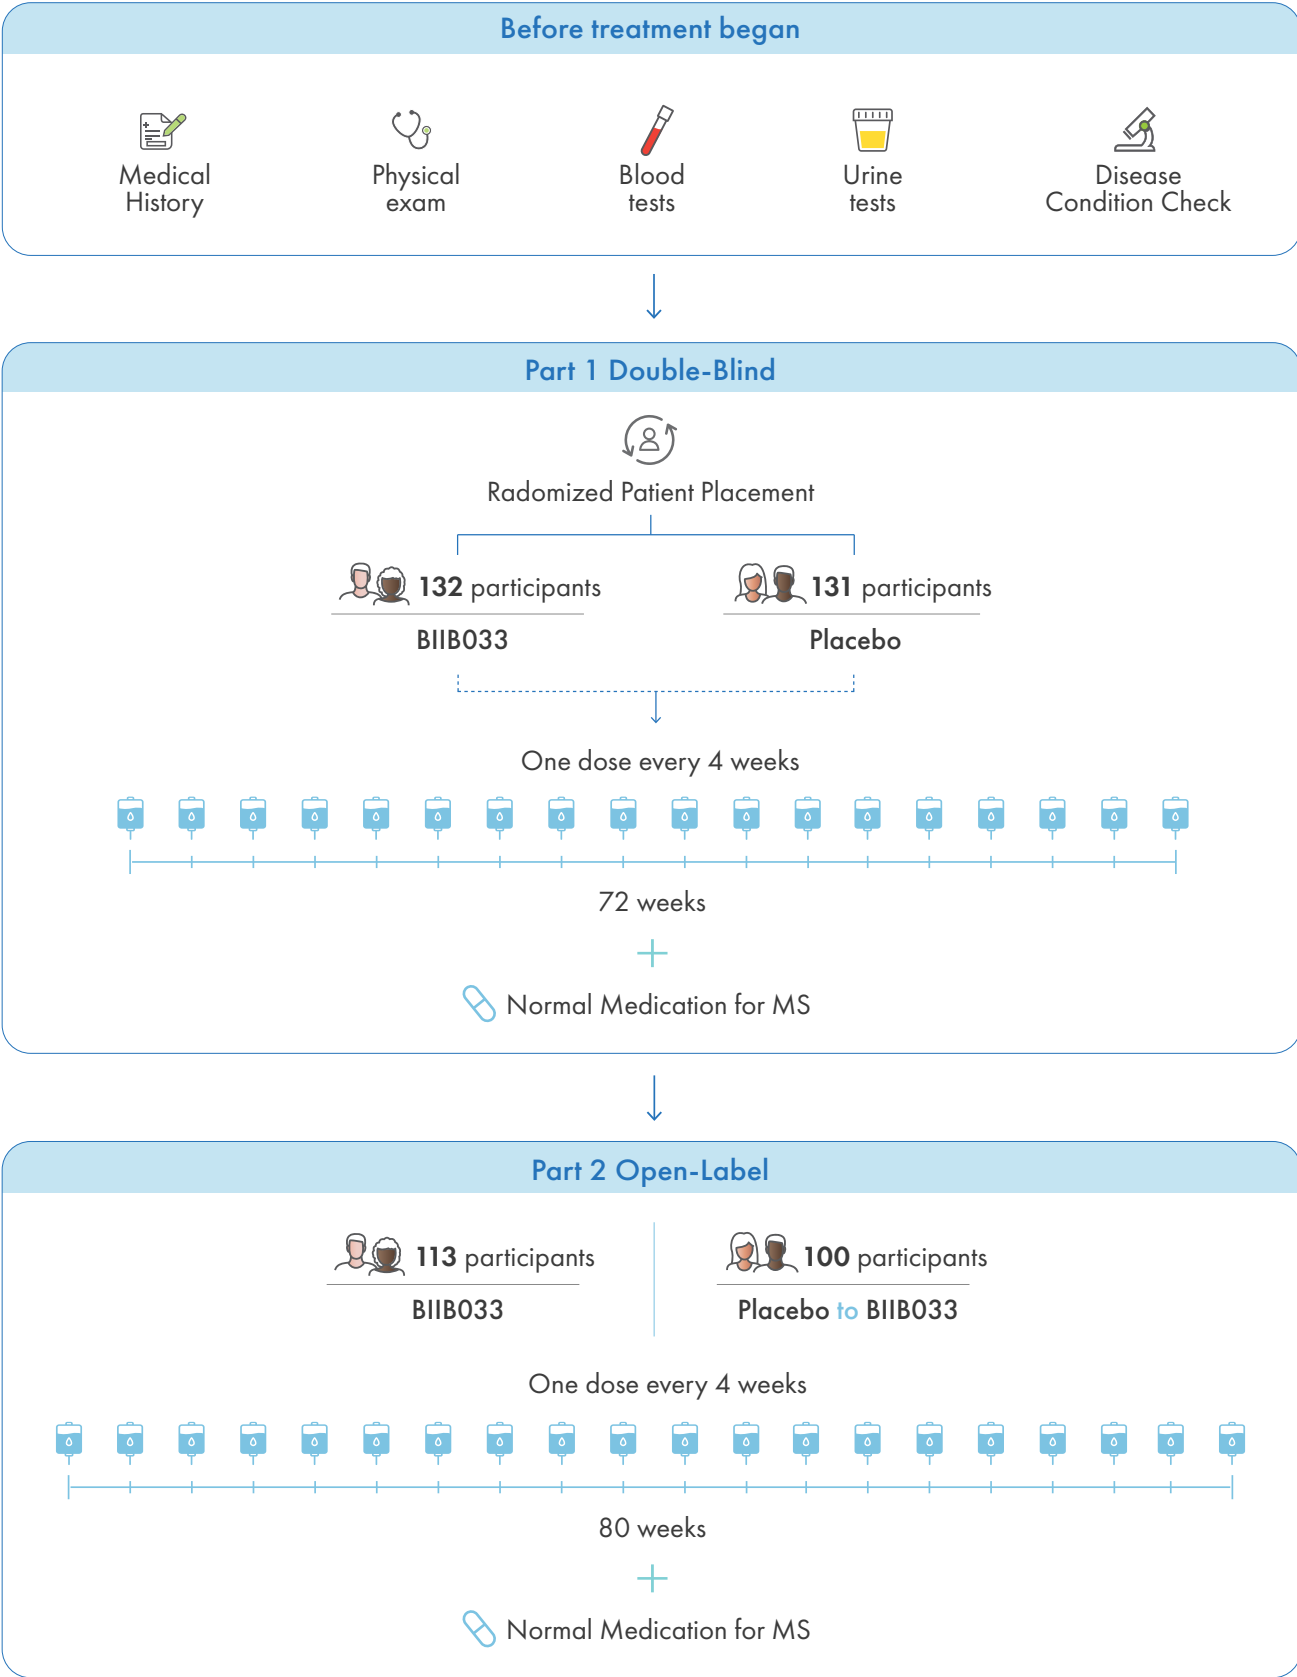 Before treatment began
Medical
History
Physical
exam
Blood
tests
Urine
tests
Disease
Condition Check
Part 1 Double-Blind
Radomized Patient Placement
132 participants
BIIB033
131 participants
Placebo
One dose every 4 weeks
72 weeks
+
Normal Medication for MS
Part 2 Open-Label
113 participants
BIIB033
100 participants
Placebo to BIIB033
One dose every 4 weeks
80 weeks
+
Normal Medication for MS